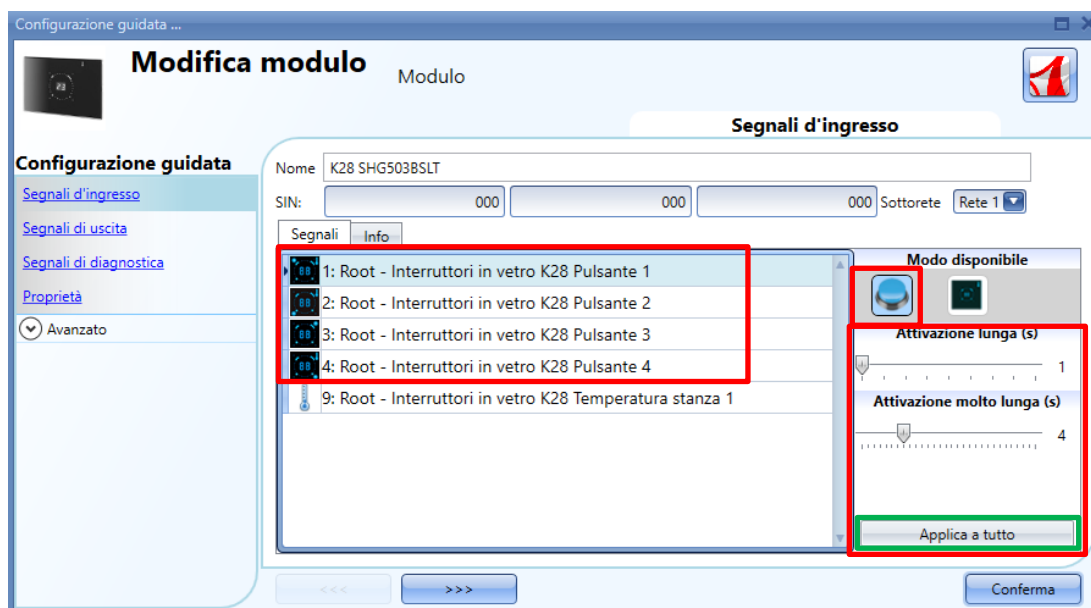 Configurazione guidata ...
Modifica modulo
Modulo
Segnali d'ingresso
Configurazione guidata
Segnali d'ingresso
Segnali di uscita
Segnali di diagnostica
Proprietà
Avanzato
Nome K28 SHG503BSLT
SIN: 000 000 000 Sottorete Rete 1
Segnali Info
1: Root - Interruttori in vetro K28 Pulsante 1
2: Root - Interruttori in vetro K28 Pulsante 2
3: Root - Interruttori in vetro K28 Pulsante 3
4: Root - Interruttori in vetro K28 Pulsante 4
9: Root - Interruttori in vetro K28 Temperatura stanza 1
Modo disponibile
Attivazione lunga (s)
1
Attivazione molto lunga (s)
4
Applica a tutto
<<< >>> Conferma